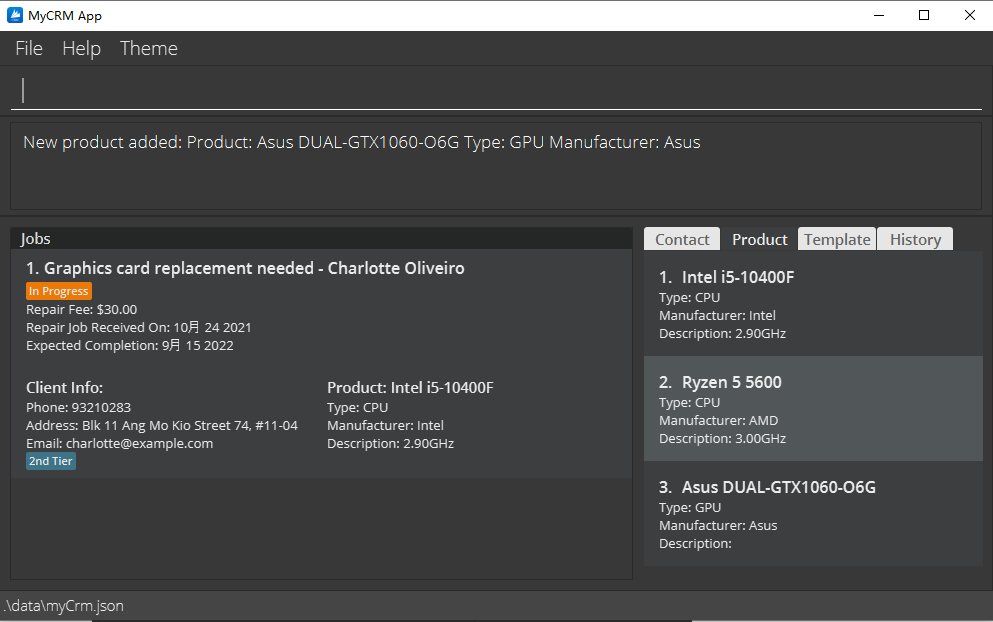 MyCRM App
File Help Theme
New product added: Product: Asus DUAL-GTX1060-O6G Type: GPU Manufacturer: Asus
Jobs
1. Graphics card replacement needed - Charlotte Oliveiro
In Progress
Repair Fee: $30.00
Repair Job Received On: 10月 24 2021
Expected Completion: 9月 15 2022
Client Info:
Phone: 93210283
Address: Blk 11 Ang Mo Kio Street 74, #11-04
Email: charlotte@example.com
2nd Tier
Product: Intel i5-10400F
Type: CPU
Manufacturer: Intel
Description: 2.90GHz
Contact Product Template History
1. Intel i5-10400F
Type: CPU
Manufacturer: Intel
Description: 2.90GHz
2. Ryzen 5 5600
Type: CPU
Manufacturer: AMD
Description: 3.00GHz
3. Asus DUAL-GTX1060-O6G
Type: GPU
Manufacturer: Asus
Description:
.\data\myCrm.json